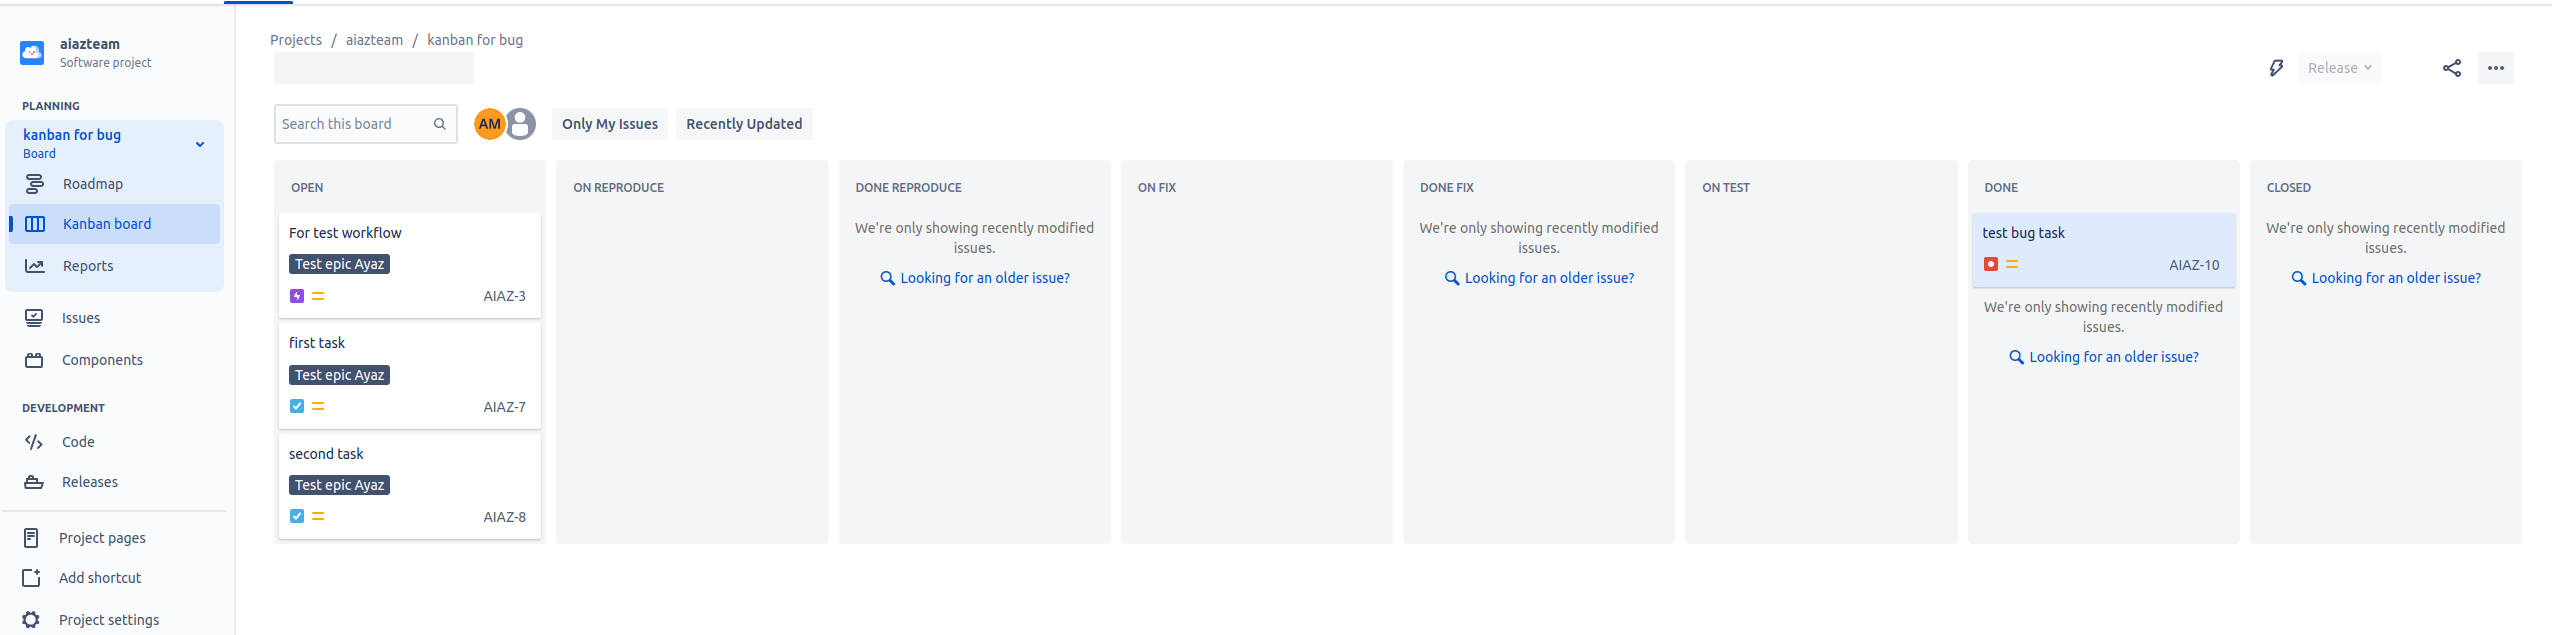 aiazteam
Software project
PLANNING
kanban for bug
Board
Roadmap
Kanban board
Reports
Issues
Components
DEVELOPMENT
Code
Releases
Project pages
Add shortcut
Project settings
Projects / aiazteam / kanban for bug
Release
Search this board
AM
Only My Issues
Recently Updated
OPEN
For test workflow
Test epic Ayaz
AIAZ-3
first task
Test epic Ayaz
AIAZ-7
second task
Test epic Ayaz
AIAZ-8
ON REPRODUCE
DONE REPRODUCE
We're only showing recently modified
issues.
Looking for an older issue?
ON FIX
DONE FIX
We're only showing recently modified
issues.
Looking for an older issue?
ON TEST
DONE
test bug task
AIAZ-10
We're only showing recently modified
issues.
Looking for an older issue?
CLOSED
We're only showing recently modified
issues.
Looking for an older issue?